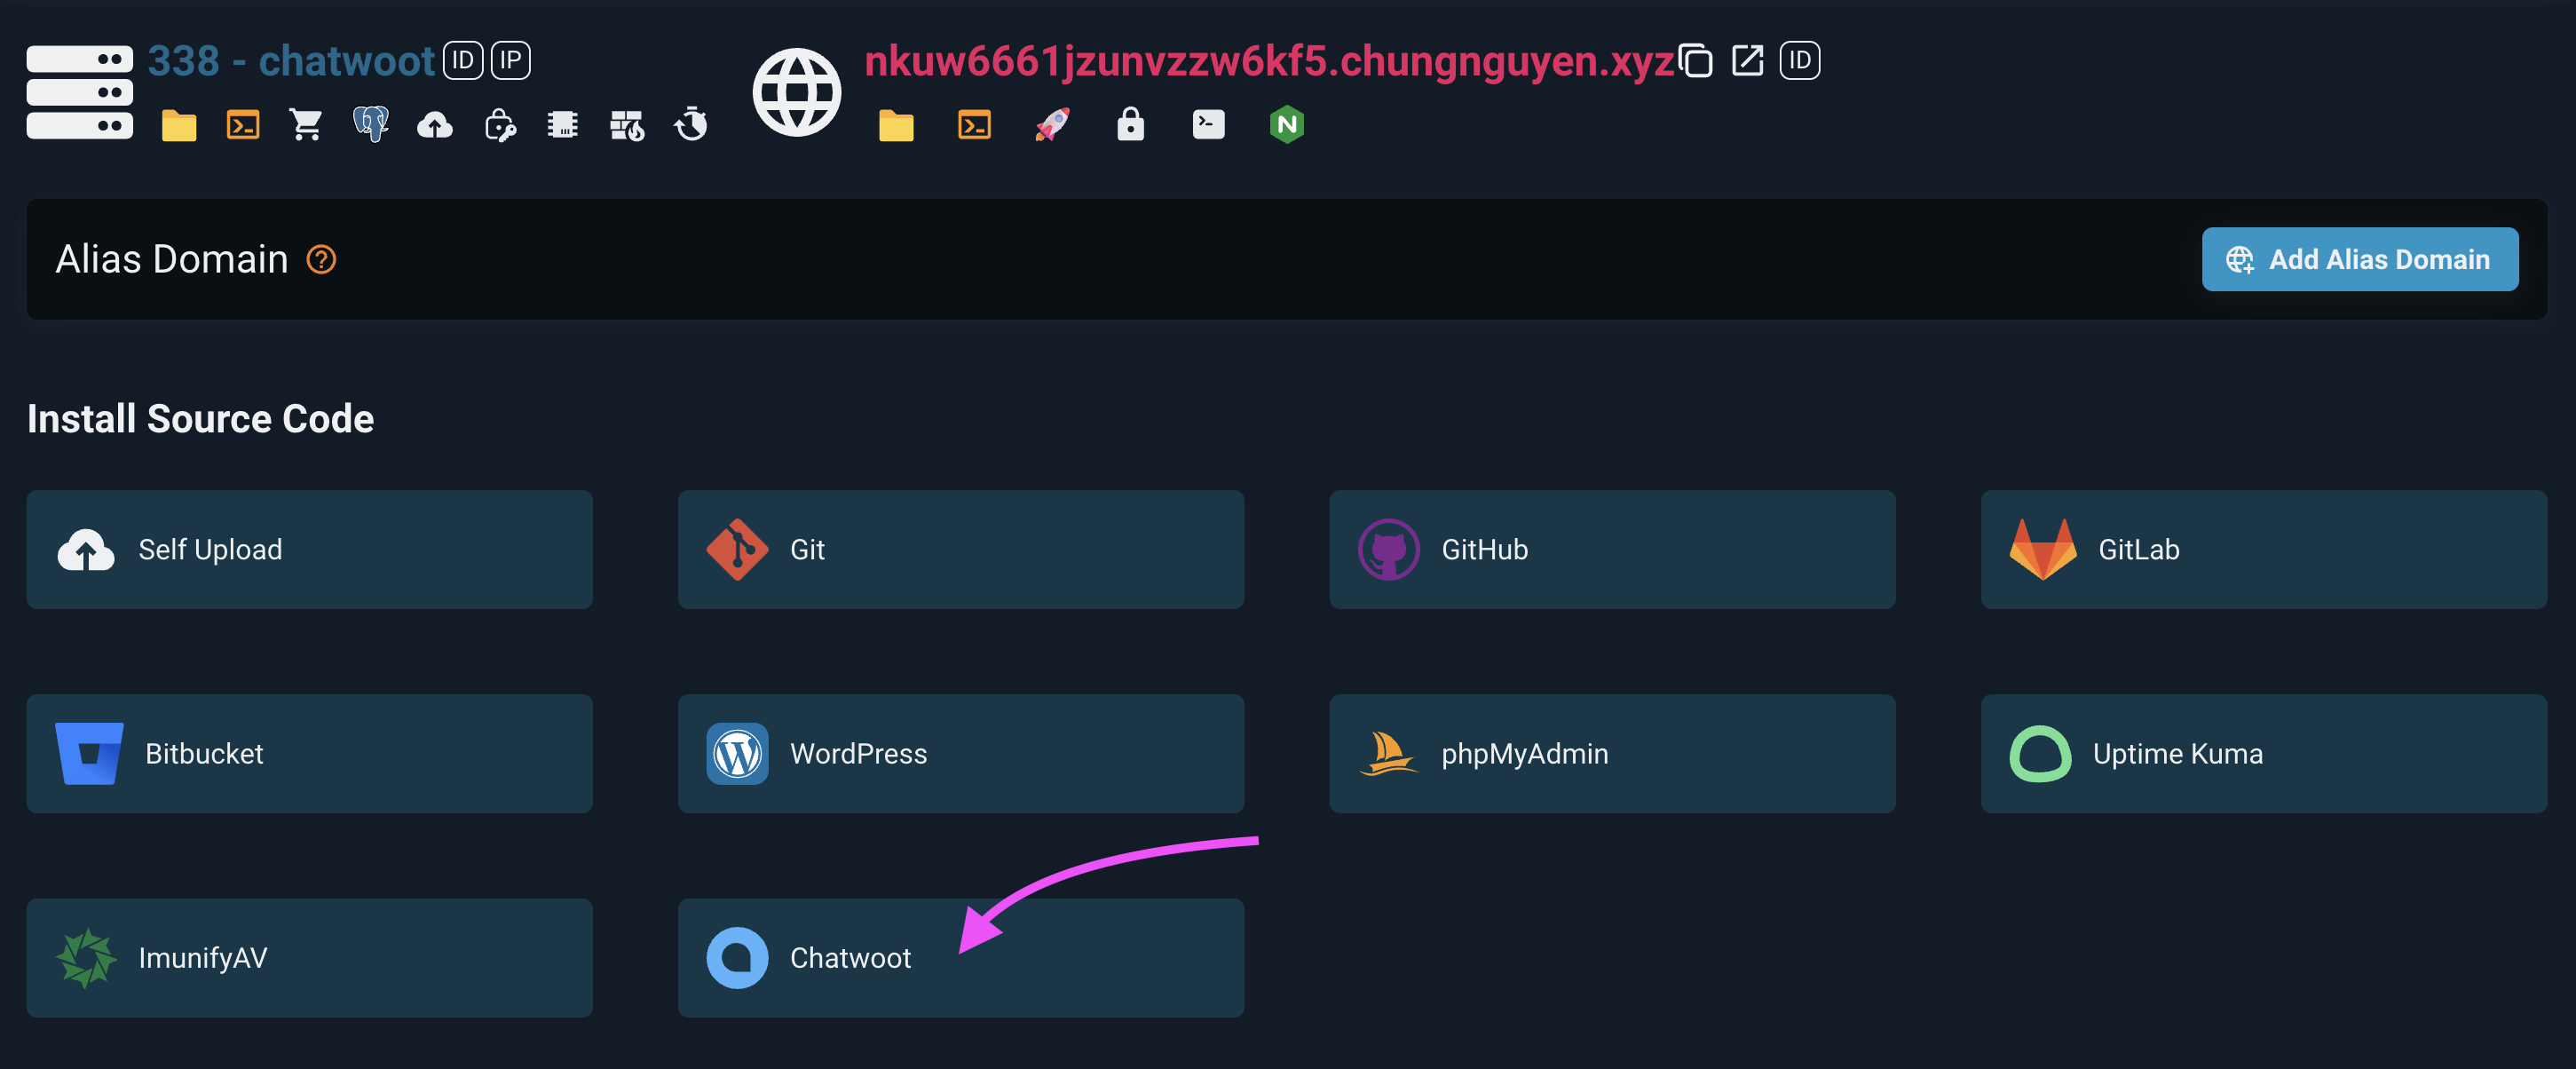 338 - chatwoot ID IP
nkuw6661jzunvzzw6kf5.chungnguyen.xyz ID
Alias Domain ?
Add Alias Domain
Install Source Code
Self Upload
Git
GitHub
GitLab
Bitbucket
WordPress
phpMyAdmin
Uptime Kuma
ImunifyAV
Chatwoot